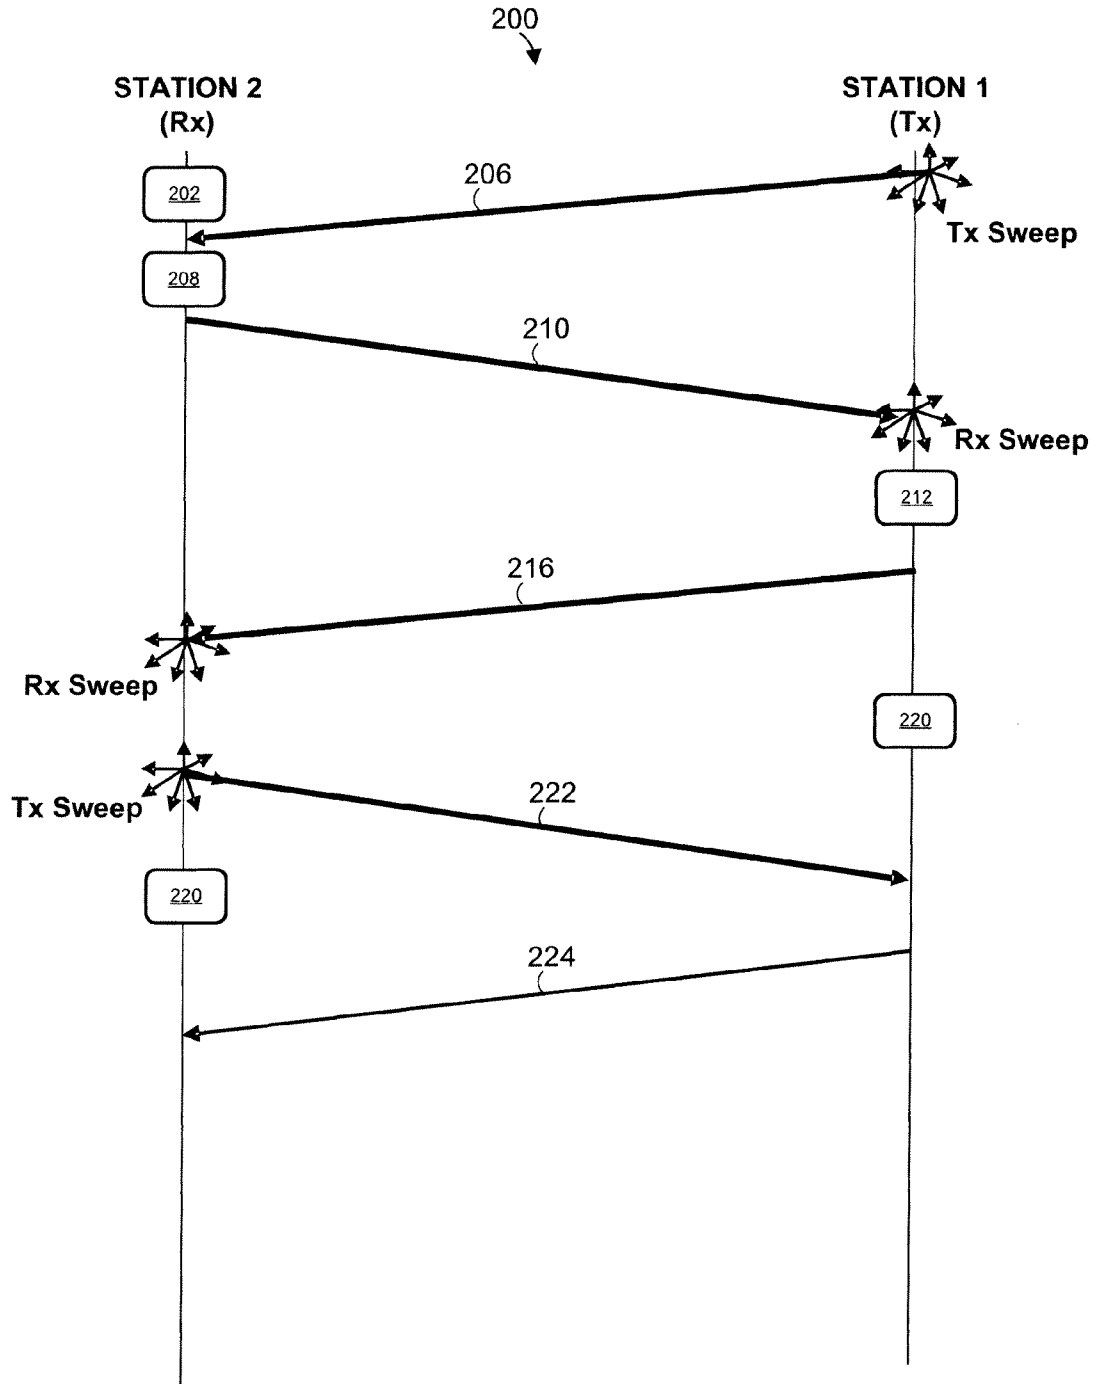 200
STATION 2
(Rx)
STATION 1
(Tx)
202
206
Tx Sweep
208
210
Rx Sweep
212
216
Rx Sweep
220
Tx Sweep
222
220
224